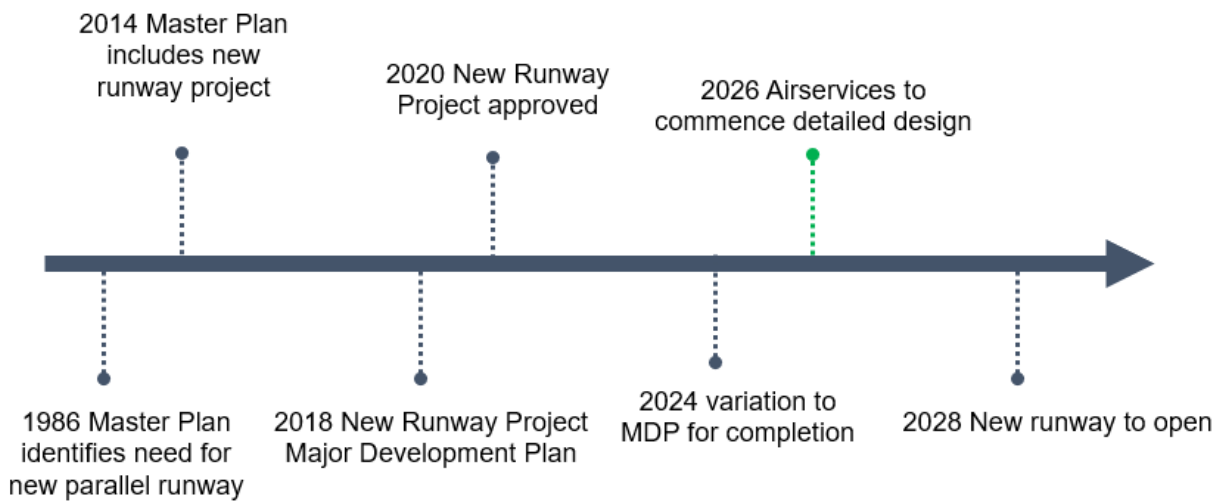 2014 Master Plan
includes new
runway project
2020 New Runway
Project approved
2026 Airservices to
commence detailed design
1986 Master Plan
identifies need for
new parallel runway
2018 New Runway Project
Major Development Plan
2024 variation to
MDP for completion
2028 New runway to open